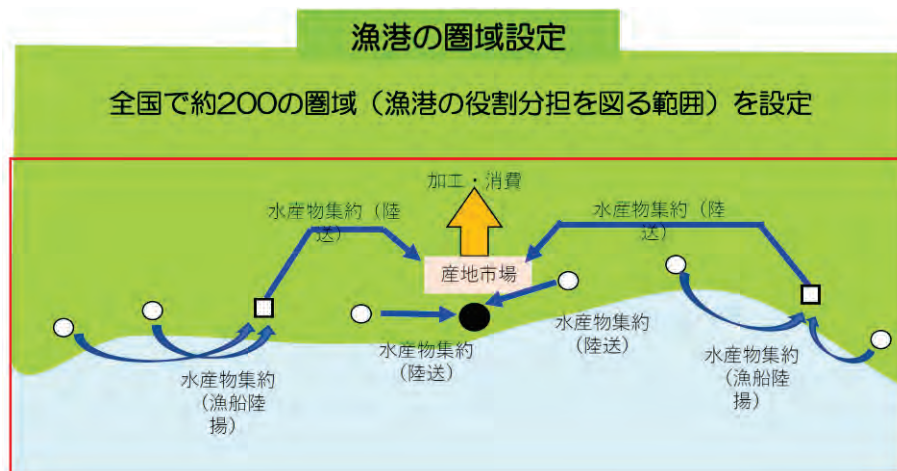 漁港の圏域設定
全国で約200の圏域（漁港の役割分担を図る範囲）を設定
加工・消費
水産物集約（陸
送）
水産物集約（陸
送）
産地市場
水産物集約
（陸送）
水産物集約
（陸送）
水産物集約
（漁船陸
揚）
水産物集約
（漁船陸
揚）